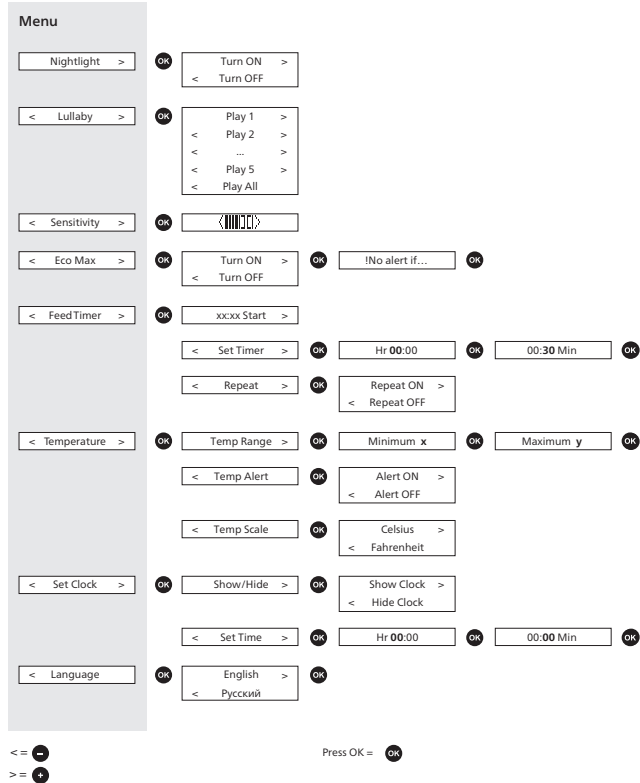 Menu
Nightlight > OK Turn ON >
< Turn OFF
< Lullaby > OK Play 1 >
< Play 2 >
< ... >
< Play 5 >
< Play All
< Sensitivity > OK
< Eco Max > OK Turn ON > OK !No alert if... OK
< Turn OFF
< Feed Timer > OK xx:xx Start >
< Set Timer > OK Hr 00:00 OK 00:30 Min OK
< Repeat > OK Repeat ON >
< Repeat OFF
< Temperature > OK Temp Range > OK Minimum x OK Maximum y OK
< Temp Alert OK Alert ON >
< Alert OFF
< Temp Scale OK Celsius >
< Fahrenheit
< Set Clock > OK Show/Hide > OK Show Clock >
< Hide Clock
< Set Time > OK Hr 00:00 OK 00:00 Min OK
< Language OK English > OK
< Русский
< = - Press OK = OK
> = +